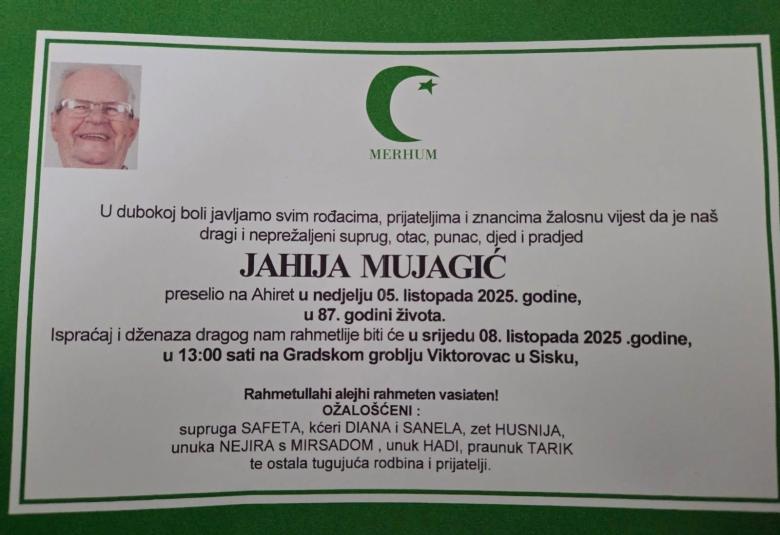 MERHUM
U dubokoj boli javljamo svim rođacima, prijateljima i znancima žalosnu vijest da je naš
dragi i neprežaljeni suprug, otac, punac, djed i pradjed
JAHIJA MUJAGIĆ
preselio na Ahiret u nedjelju 05. listopada 2025. godine,
u 87. godini života.
Ispraćaj i dženaza dragog nam rahmetlije biti će u srijedu 08. listopada 2025 .godine,
u 13:00 sati na Gradskom groblju Viktorovac u Sisku,
Rahmetullahi alejhi rahmeten vasiaten!
OŽALOŠĆENI :
supruga SAFETA, kćeri DIANA i SANELA, zet HUSNIJA,
unuka NEJIRA s MIRSADOM , unuk HADI, praunuk TARIK
te ostala tugujuća rodbina i prijatelji.